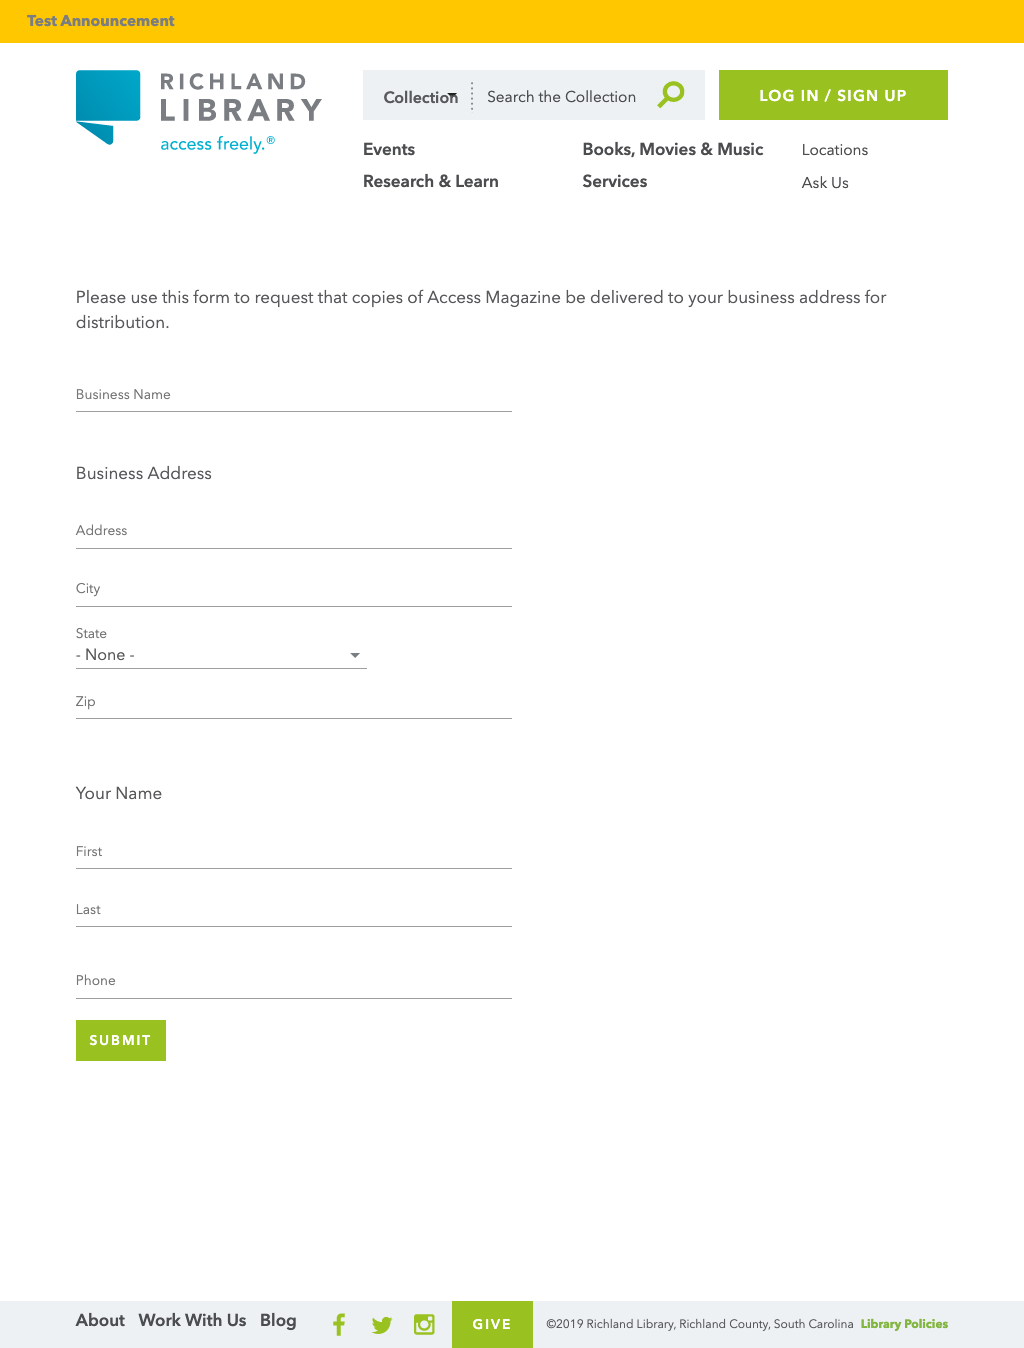 Test Announcement
RICHLAND
LIBRARY
access freely.®
Collection
Search the Collection
LOG IN / SIGN UP
Events
Books, Movies & Music
Locations
Research & Learn
Services
Ask Us
Please use this form to request that copies of Access Magazine be delivered to your business address for
distribution.
Business Name
Business Address
Address
City
State
- None -
Zip
Your Name
First
Last
Phone
SUBMIT
About Work With Us Blog
GIVE
©2019 Richland Library, Richland County, South Carolina Library Policies